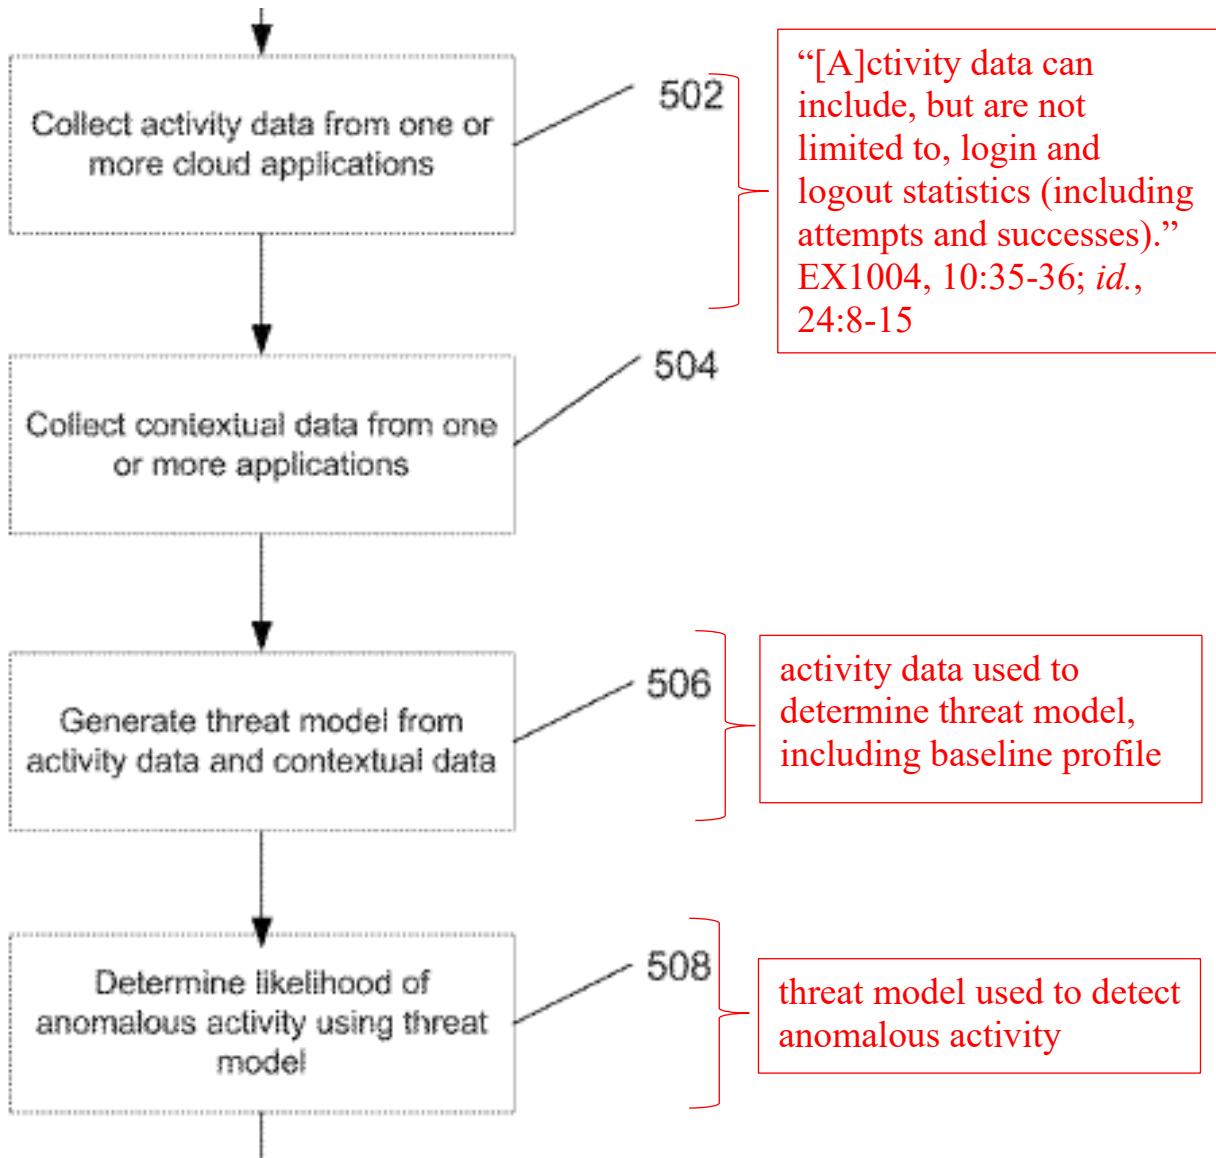 Collect activity data from one or
more cloud applications
502
“[A]ctivity data can
include, but are not
limited to, login and
logout statistics (including
attempts and successes).”
EX1004, 10:35-36; id.,
24:8-15
Collect contextual data from one
or more applications
504
Generate threat model from
activity data and contextual data
506
activity data used to
determine threat model,
including baseline profile
Determine likelihood of
anomalous activity using threat
model
508
threat model used to detect
anomalous activity